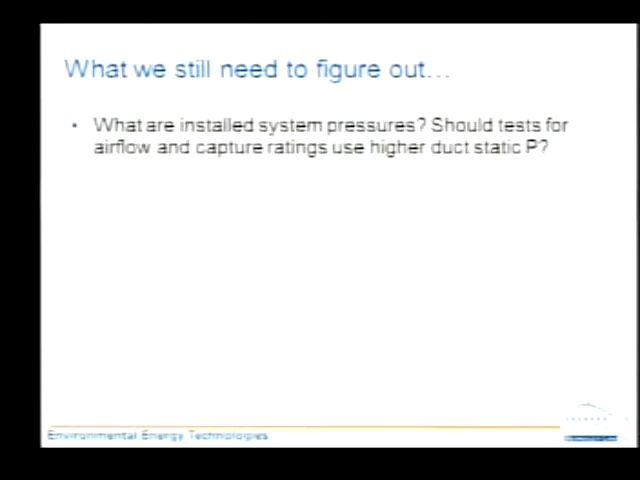 What we still need to figure out...
• What are installed system pressures? Should tests for
airflow and capture ratings use higher duct static P?
Environmental Energy Technologies